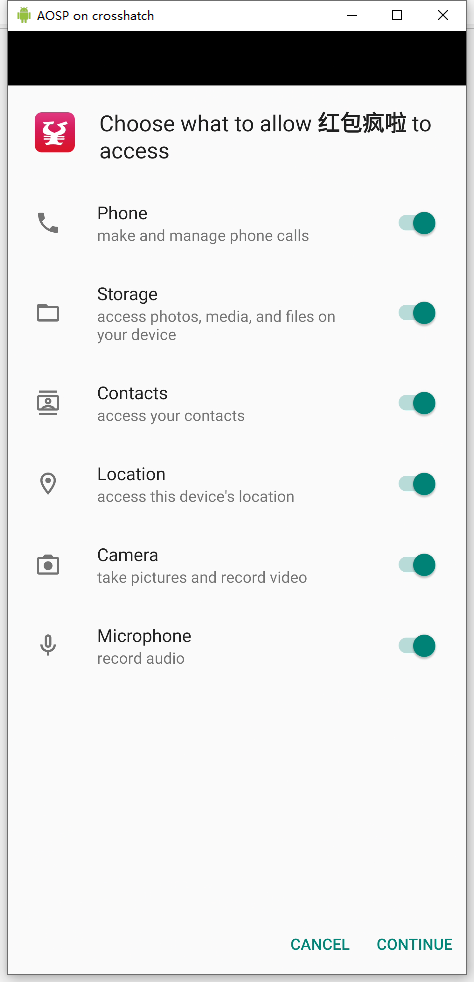 AOSP on crosshatch
Choose what to allow 红包疯啦 to
access
Phone
make and manage phone calls
Storage
access photos, media, and files on
your device
Contacts
access your contacts
Location
access this device's location
Camera
take pictures and record video
Microphone
record audio
CANCEL CONTINUE